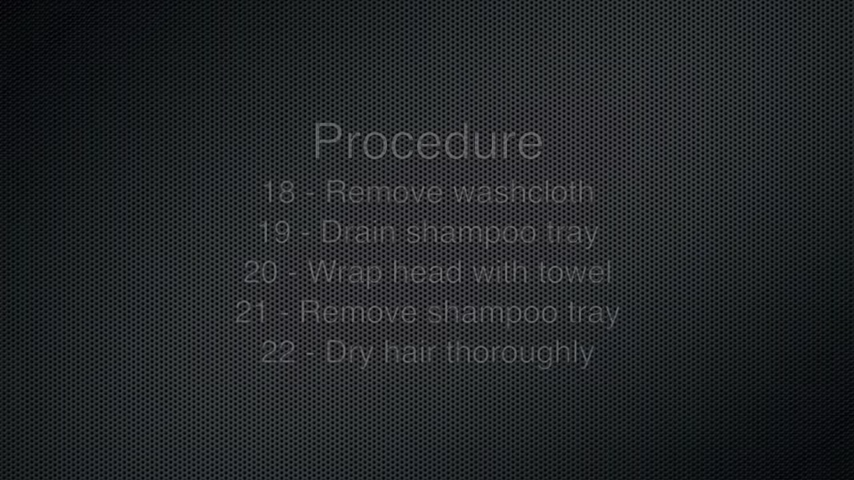 Procedure
18 - Remove washcloth
19 - Drain shampoo tray
20 - Wrap head with towel
21 - Remove shampoo tray
22 - Dry hair thoroughly